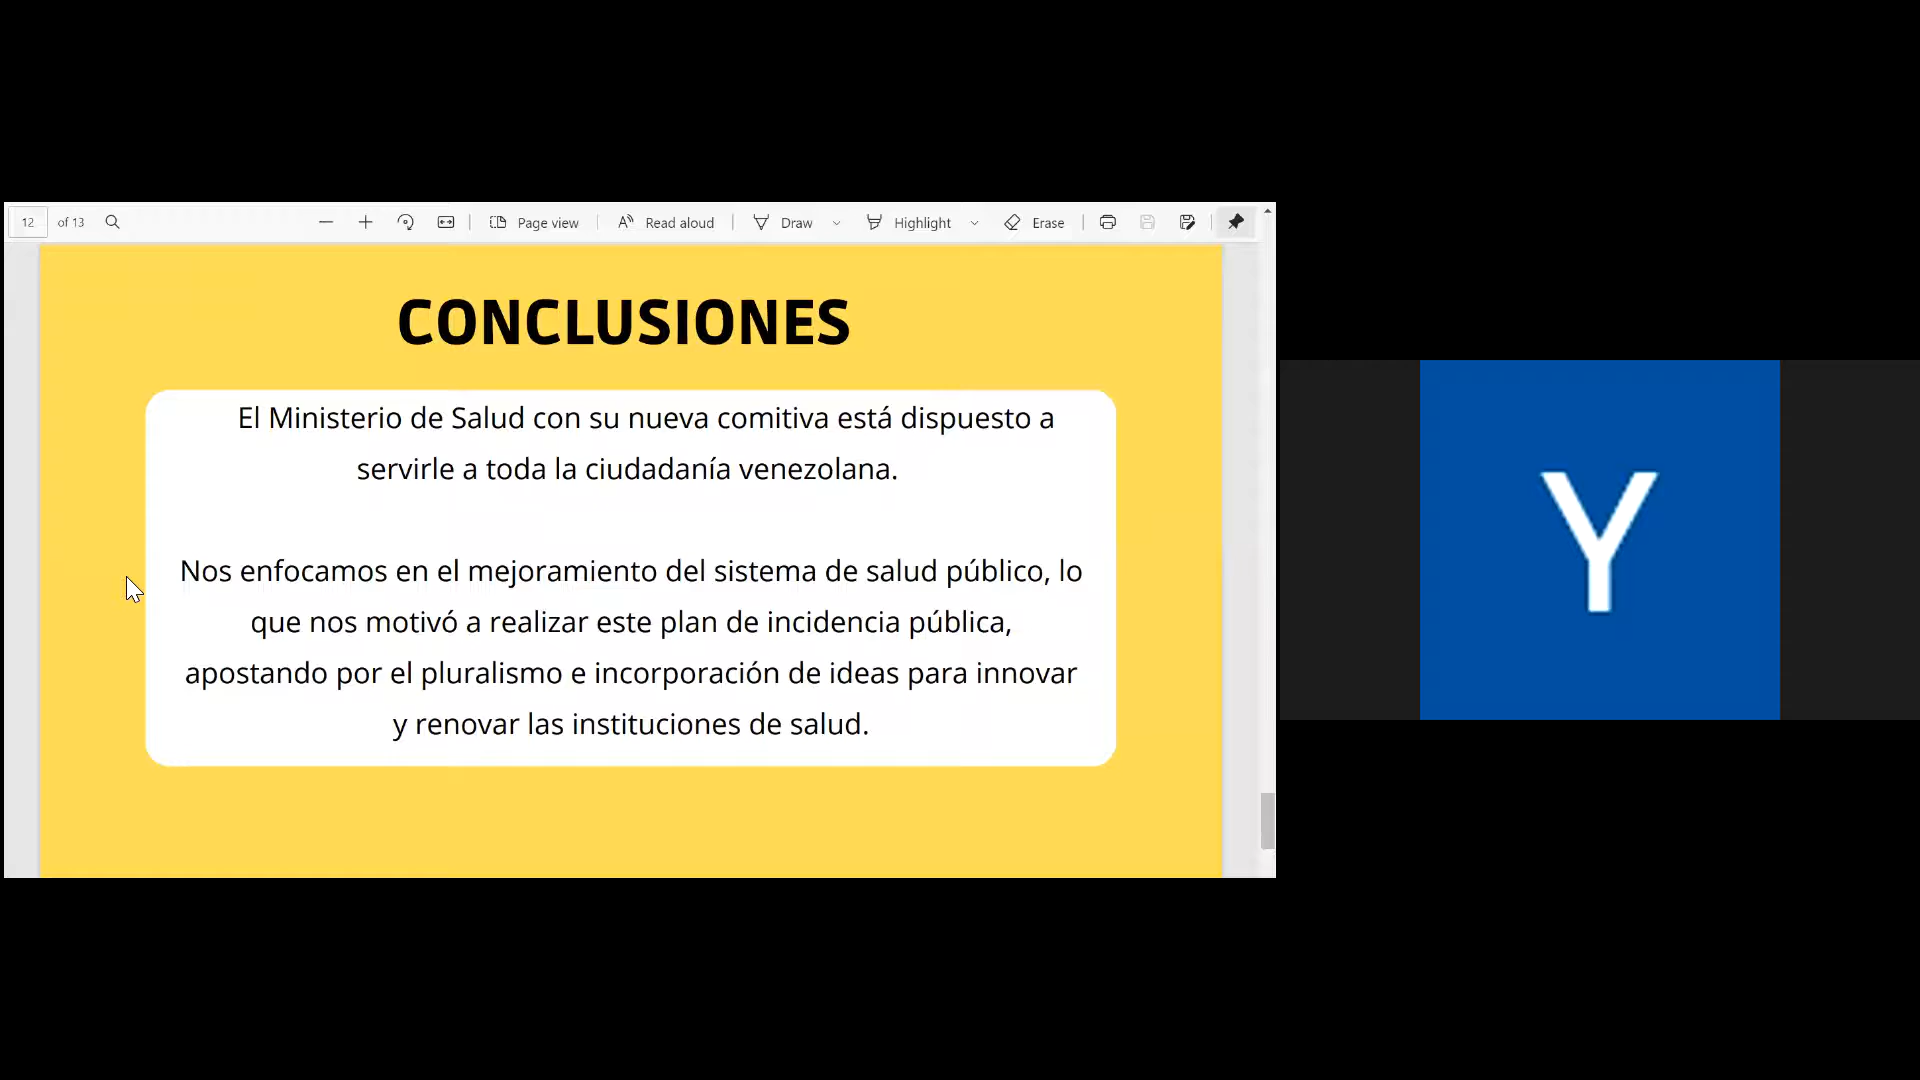 12 of 13 Page view Read aloud Draw Highlight Erase
CONCLUSIONES
El Ministerio de Salud con su nueva comitiva está dispuesto a
servirle a toda la ciudadanía venezolana.
Nos enfocamos en el mejoramiento del sistema de salud público, lo
que nos motivó a realizar este plan de incidencia pública,
apostando por el pluralismo e incorporación de ideas para innovar
y renovar las instituciones de salud.
Y